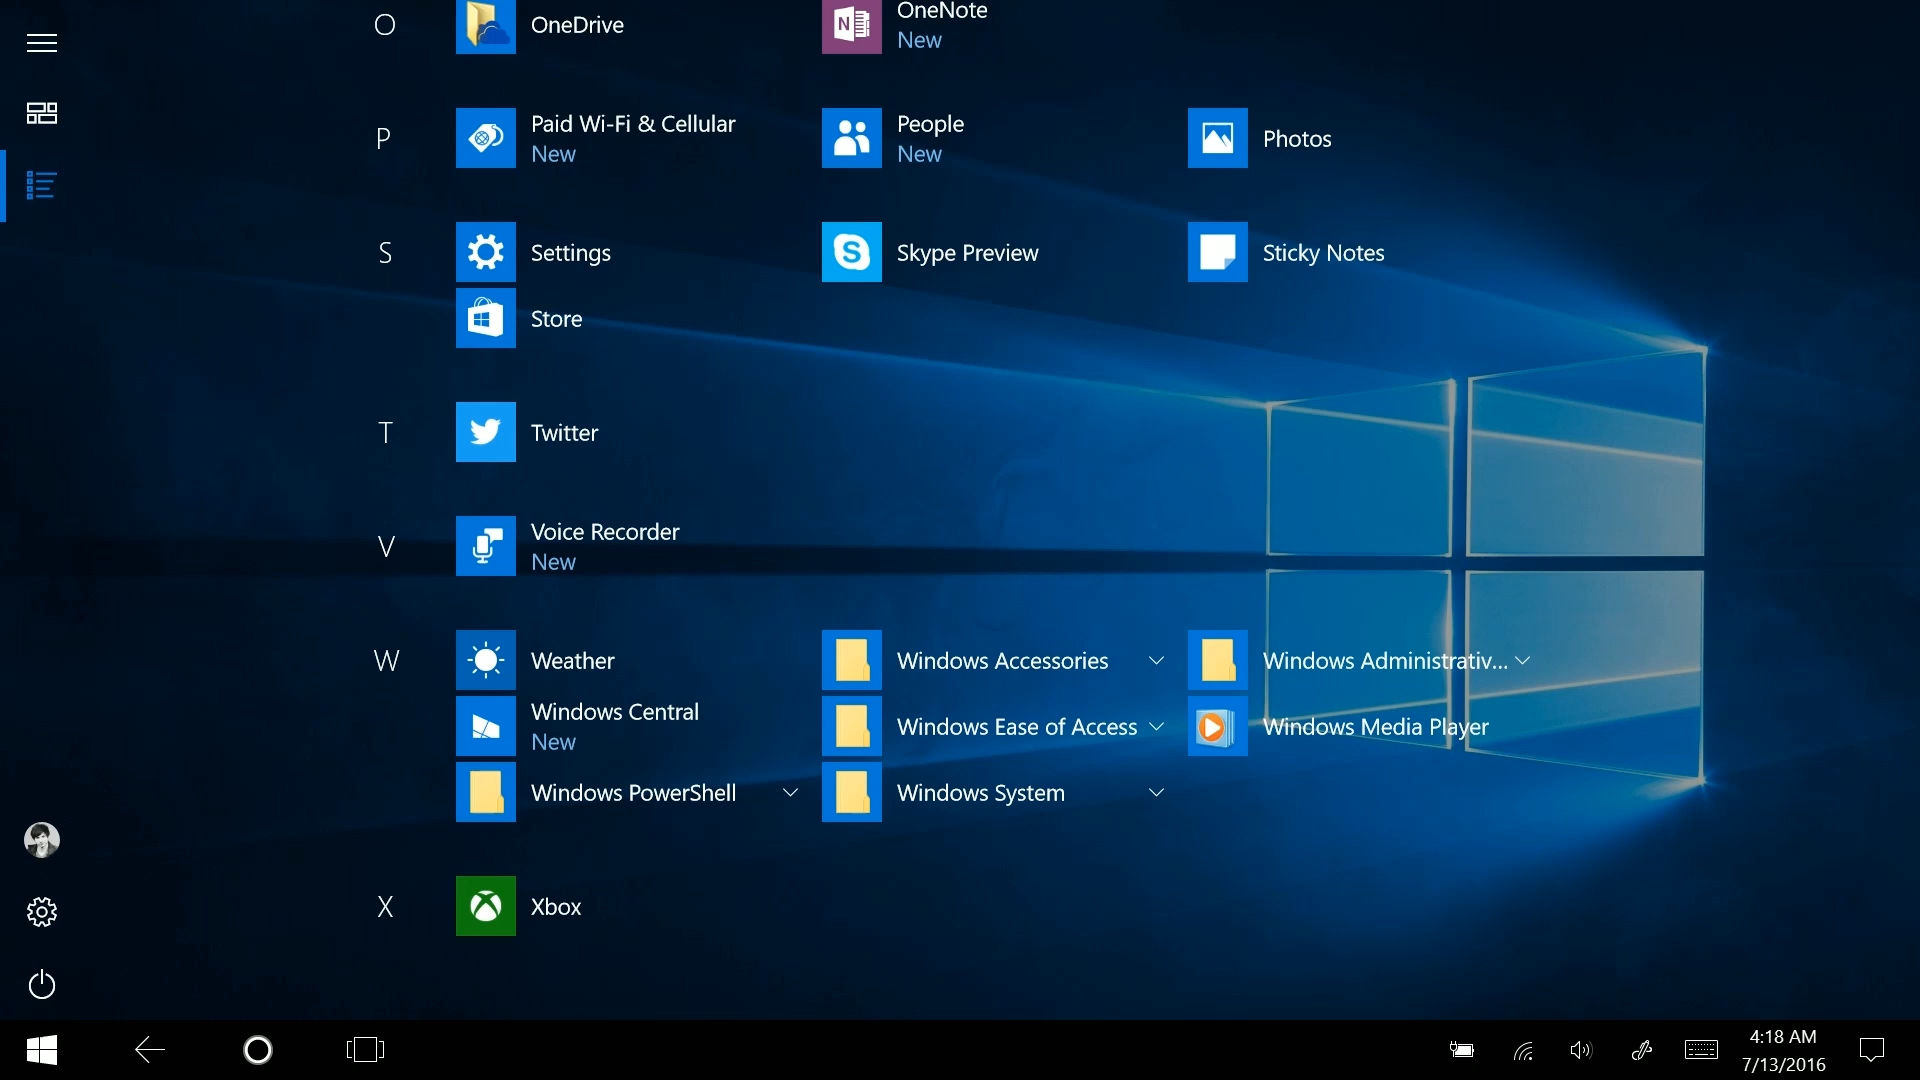 O
OneDrive
OneNote
New
P
Paid Wi-Fi & Cellular
New
People
New
Photos
S
Settings
Skype Preview
Sticky Notes
Store
T
Twitter
V
Voice Recorder
New
W
Weather
Windows Accessories
Windows Administrativ...
Windows Central
New
Windows Ease of Access
Windows Media Player
Windows PowerShell
Windows System
X
Xbox
4:18 AM
7/13/2016